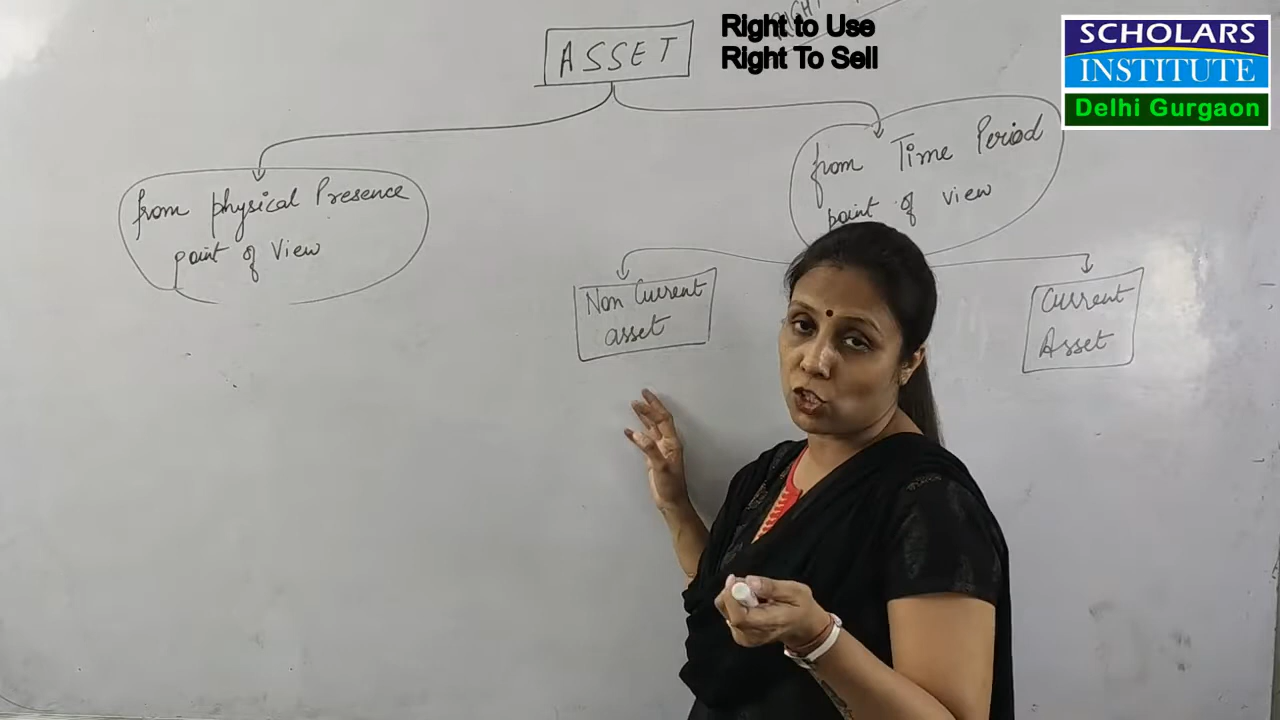 ASSET
Right to Use
Right To Sell
RIGHT
SCHOLARS
INSTITUTE
Delhi Gurgaon
from physical Presence
point of View
from Time Period
point of view
Non Current
asset
Current
Asset